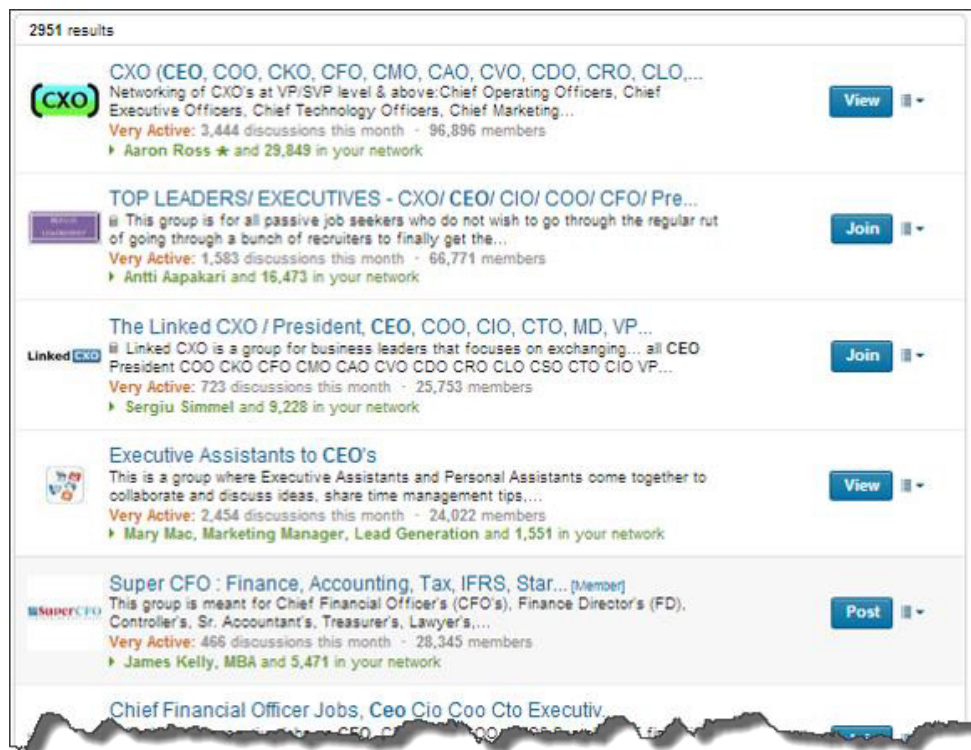 2951 results
CXO (CEO, COO, CKO, CFO, CMO, CAO, CVO, CDO, CRO, CLO,...
(CXO)
Networking of CXO's at VP/SVP level & above:Chief Operating Officers, Chief
Executive Officers, Chief Technology Officers, Chief Marketing...
View
Very Active: 3,444 discussions this month · 96,896 members
Aaron Ross ★ and 29,849 in your network
TOP LEADERS/ EXECUTIVES - CXO/ CEO/ CIO/ COO/ CFO/ Pre...
This group is for all passive job seekers who do not wish to go through the regular rut
of going through a bunch of recruiters to finally get the...
Join
Very Active: 1,583 discussions this month · 66,771 members
Antti Aapakari and 16,473 in your network
The Linked CXO / President, CEO, COO, CIO, CTO, MD, VP...
Linked CXO
Linked CXO is a group for business leaders that focuses on exchanging... all CEO
President COO CKO CFO CMO CAO CVO CDO CRO CLO CSO CTO CIO VP...
Join
Very Active: 723 discussions this month · 25,753 members
Sergiu Simmel and 9,228 in your network
Executive Assistants to CEO's
This is a group where Executive Assistants and Personal Assistants come together to
collaborate and discuss ideas, share time management tips,...
View
Very Active: 2,454 discussions this month · 24,022 members
Mary Mac, Marketing Manager, Lead Generation and 1,551 in your network
Super CFO : Finance, Accounting, Tax, IFRS, Star... [Member]
SuperCFO
This group is meant for Chief Financial Officer's (CFO's), Finance Director's (FD),
Controller's, Sr. Accountant's, Treasurer's, Lawyer's,...
Post
Very Active: 466 discussions this month · 28,345 members
James Kelly, MBA and 5,471 in your network
Chief Financial Officer Jobs, Ceo Cio Coo Cto Executiv...